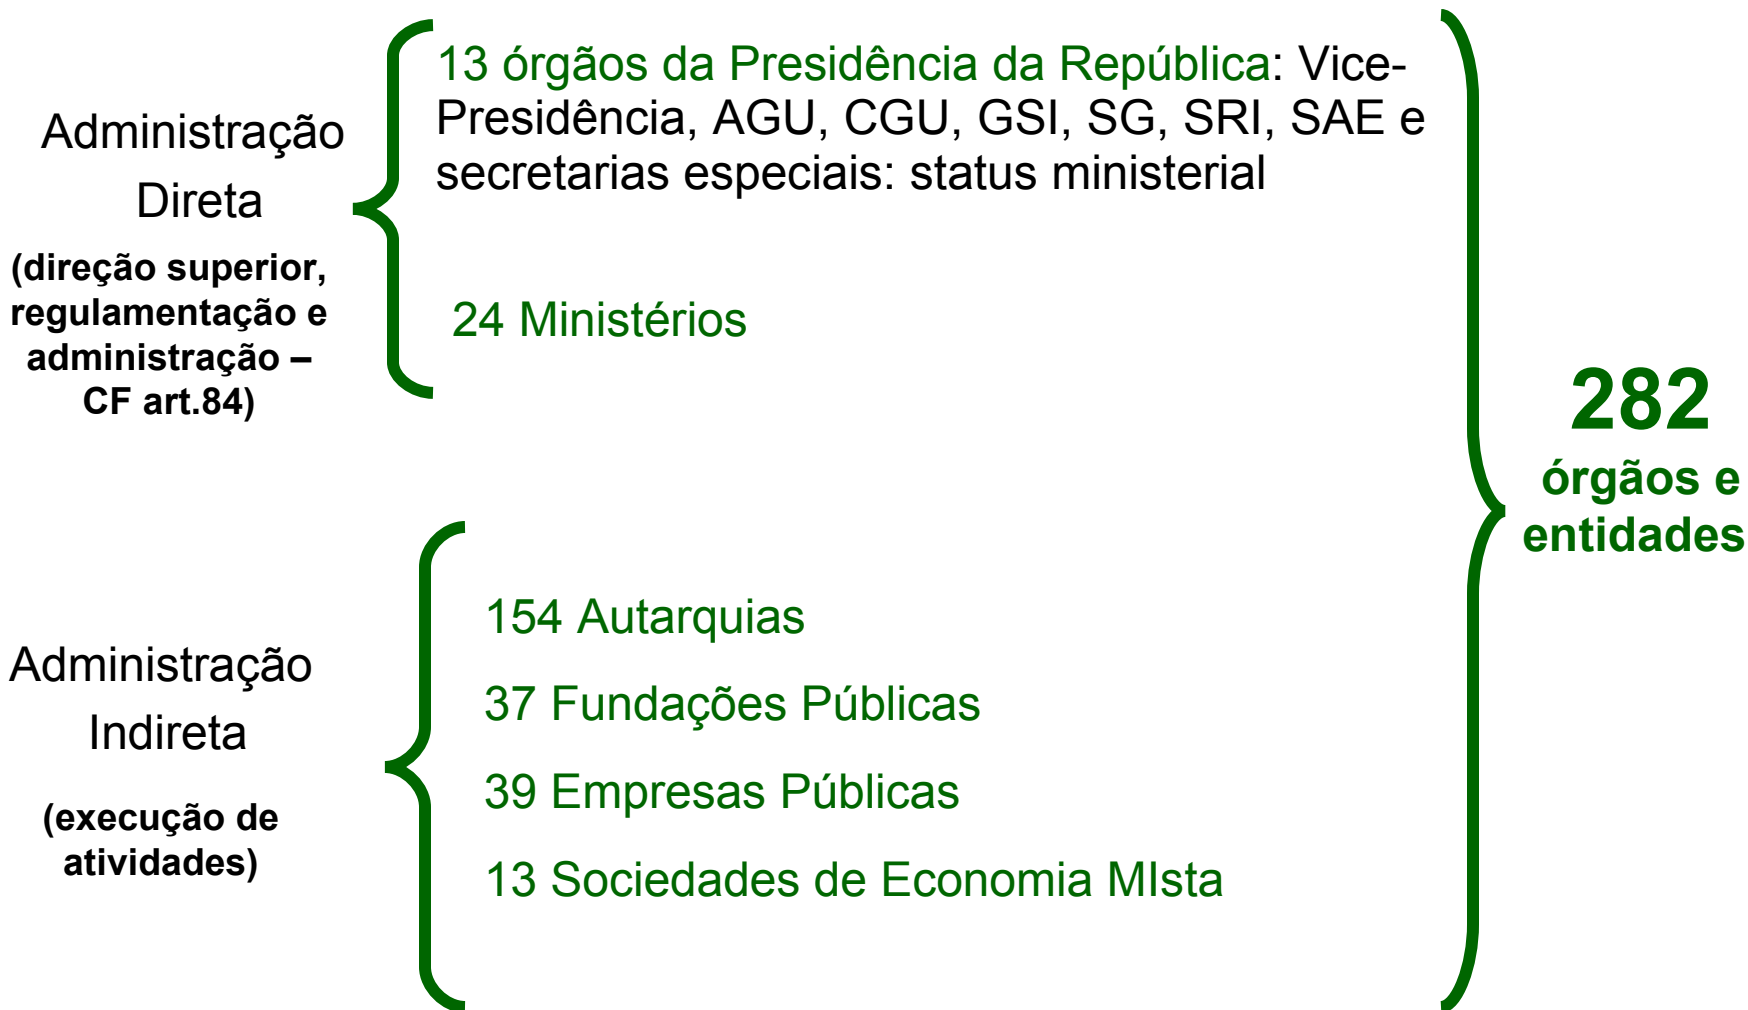 Administração
Direta
(direção superior,
regulamentação e
administração –
CF art.84)
13 órgãos da Presidência da República: Vice-
Presidência, AGU, CGU, GSI, SG, SRI, SAE e
secretarias especiais: status ministerial
24 Ministérios
Administração
Indireta
(execução de
atividades)
154 Autarquias
37 Fundações Públicas
39 Empresas Públicas
13 Sociedades de Economia MIsta
282
órgãos e
entidades